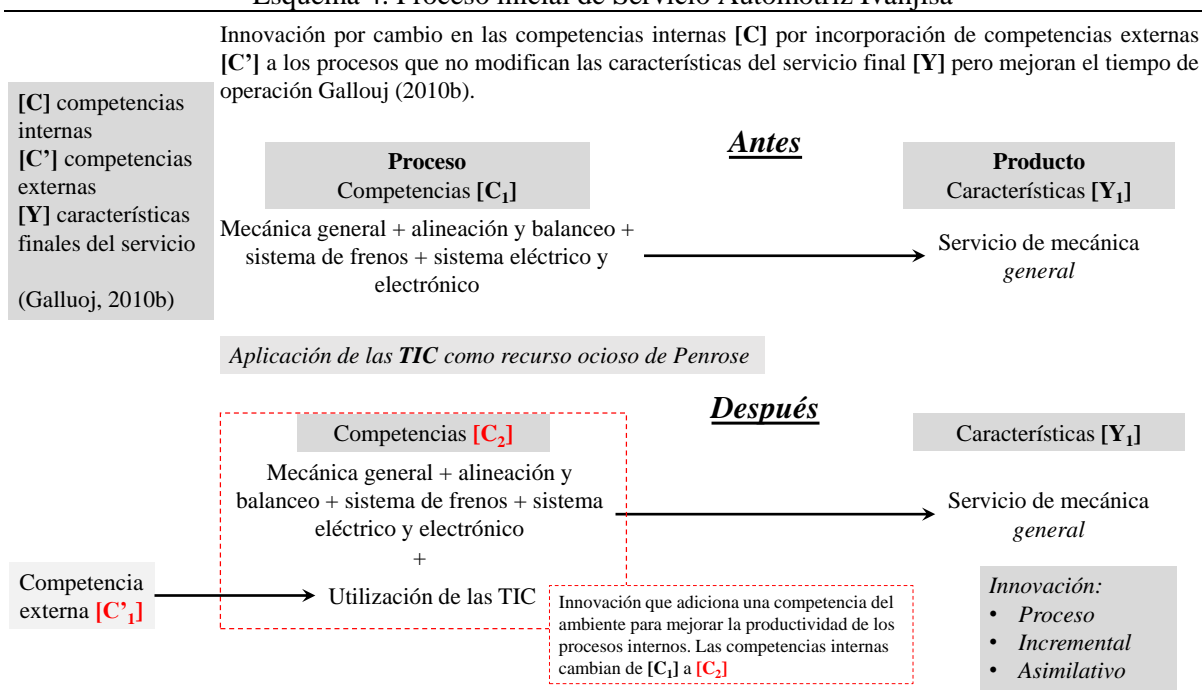 Innovación por cambio en las competencias internas [C] por incorporación de competencias externas
[C’] a los procesos que no modifican las características del servicio final [Y] pero mejoran el tiempo de
operación Gallouj (2010b).
[C] competencias
internas
[C’] competencias
externas
[Y] características
finales del servicio
(Galluoj, 2010b)
Antes
Proceso
Competencias [C1]
Mecánica general + alineación y balanceo +
sistema de frenos + sistema eléctrico y
electrónico
Producto
Características [Y1]
Servicio de mecánica
general
Aplicación de las TIC como recurso ocioso de Penrose
Después
Competencias [C2]
Mecánica general + alineación y
balanceo + sistema de frenos + sistema
eléctrico y electrónico
+
Utilización de las TIC
Características [Y1]
Servicio de mecánica
general
Competencia
externa [C’1]
Innovación que adiciona una competencia del
ambiente para mejorar la productividad de los
procesos internos. Las competencias internas
cambian de [C1] a [C2]
Innovación:
• Proceso
• Incremental
• Asimilativo